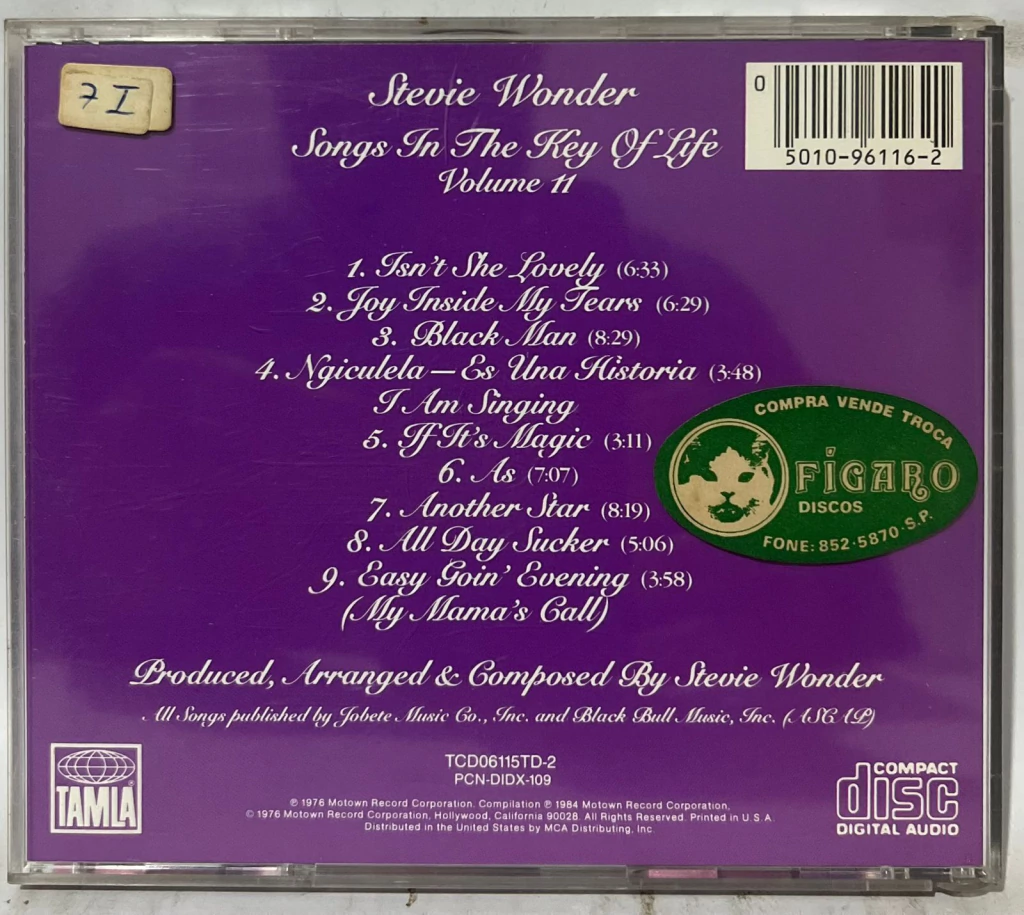 7 I
Stevie Wonder
Songs In The Key Of Life
Volume 11
0
5010-96116-2
1. Isn't She Lovely (6:33)
2. Joy Inside My Tears (6:29)
3. Black Man (8:29)
4. Ngiculela — Es Una Historia (3:48)
I Am Singing
5. If It's Magic (3:11)
6. As (7:07)
7. Another Star (8:19)
8. All Day Sucker (5:06)
9. Easy Goin' Evening (3:58)
(My Mama's Call)
COMPRA VENDE TROCA
FÍGARO
DISCOS
FONE: 852-5870-S.P.
Produced, Arranged & Composed By Stevie Wonder
All Songs published by Jobete Music Co., Inc. and Black Bull Music, Inc. (ASCAP)
TAMLA®
TCD06115TD-2
PCN-DIDX-109
℗ 1976 Motown Record Corporation. Compilation ℗ 1984 Motown Record Corporation,
© 1976 Motown Record Corporation, Hollywood, California 90028. All Rights Reserved. Printed in U.S.A.
Distributed in the United States by MCA Distributing, Inc
COMPACT
disc
DIGITAL AUDIO